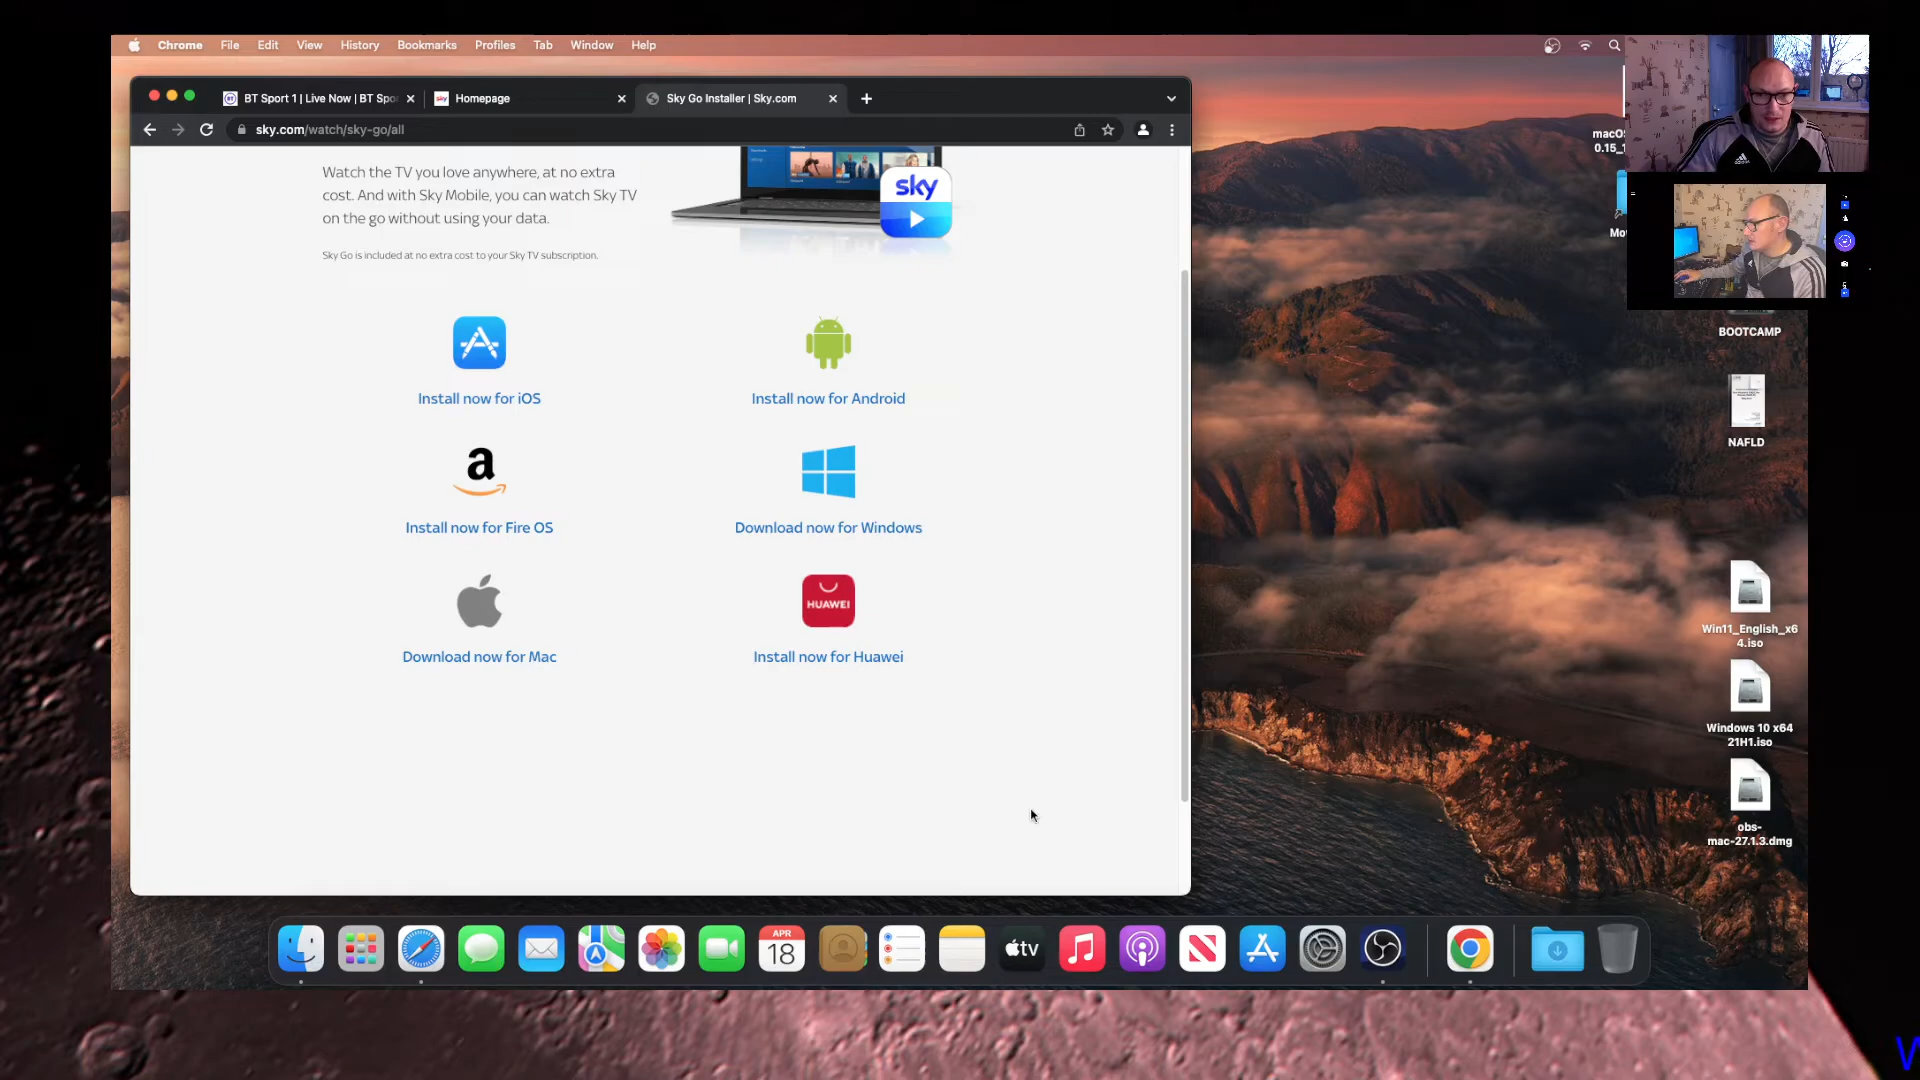 Chrome File Edit View History Bookmarks Profiles Tab Window Help
BT Sport 1 | Live Now | BT Spo
sky Homepage
Sky Go Installer | Sky.com
sky.com/watch/sky-go/all
Watch the TV you love anywhere, at no extra
cost. And with Sky Mobile, you can watch Sky TV
on the go without using your data.
Sky Go is included at no extra cost to your Sky TV subscription.
sky
Install now for iOS
Install now for Android
a
Install now for Fire OS
Download now for Windows
HUAWEI
Download now for Mac
Install now for Huawei
macOS
0.15_1
Mo
BOOTCAMP
NAFLD
Win11_English_x6
4.iso
Windows 10 x64
21H1.iso
obs-
mac-27.1.3.dmg
APR
18
tv
adidas
W